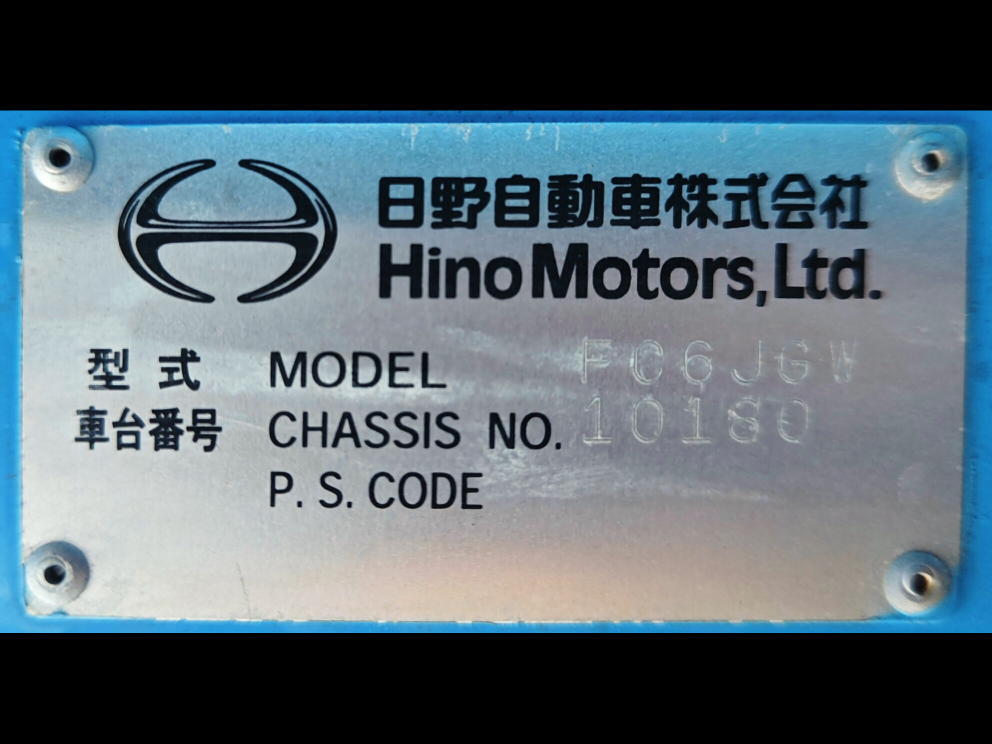 日野自動車株式会社
Hino Motors, Ltd.
型式 MODEL FC6JGW
車台番号 CHASSIS NO. 10180
P. S. CODE